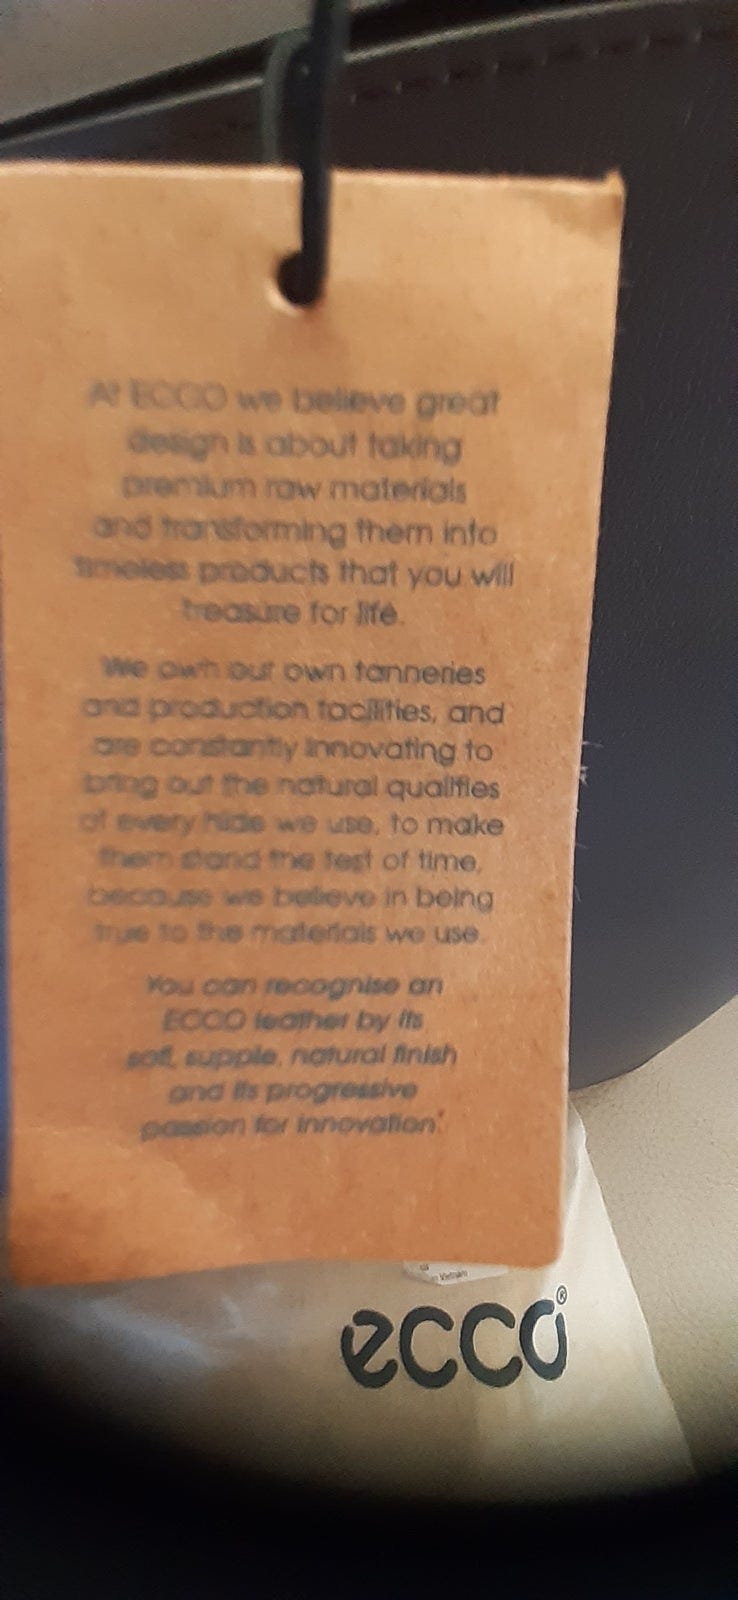 At ECCO we believe great
design is about taking
premium raw materials
and transforming them into
timeless products that you will
treasure for life.
We own our own tanneries
and production facilities, and
are constantly innovating to
bring out the natural qualities
of every hide we use, to make
them stand the test of time,
because we believe in being
true to the materials we use.
You can recognise an
ECCO leather by its
soft, supple, natural finish
and its progressive
passion for innovation.
Vietnam
ecco®